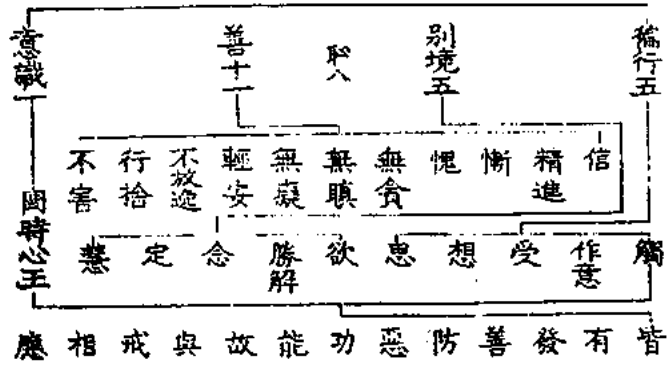 徧行五
別境五
善十一
意識
信
精進
慚
愧
無貪
無瞋
無癡
輕安
不放逸
行捨
不害
觸
作意
受
想
思
欲
勝解
念
定
慧
同時心王
皆有發善防惡功能故與戒相應